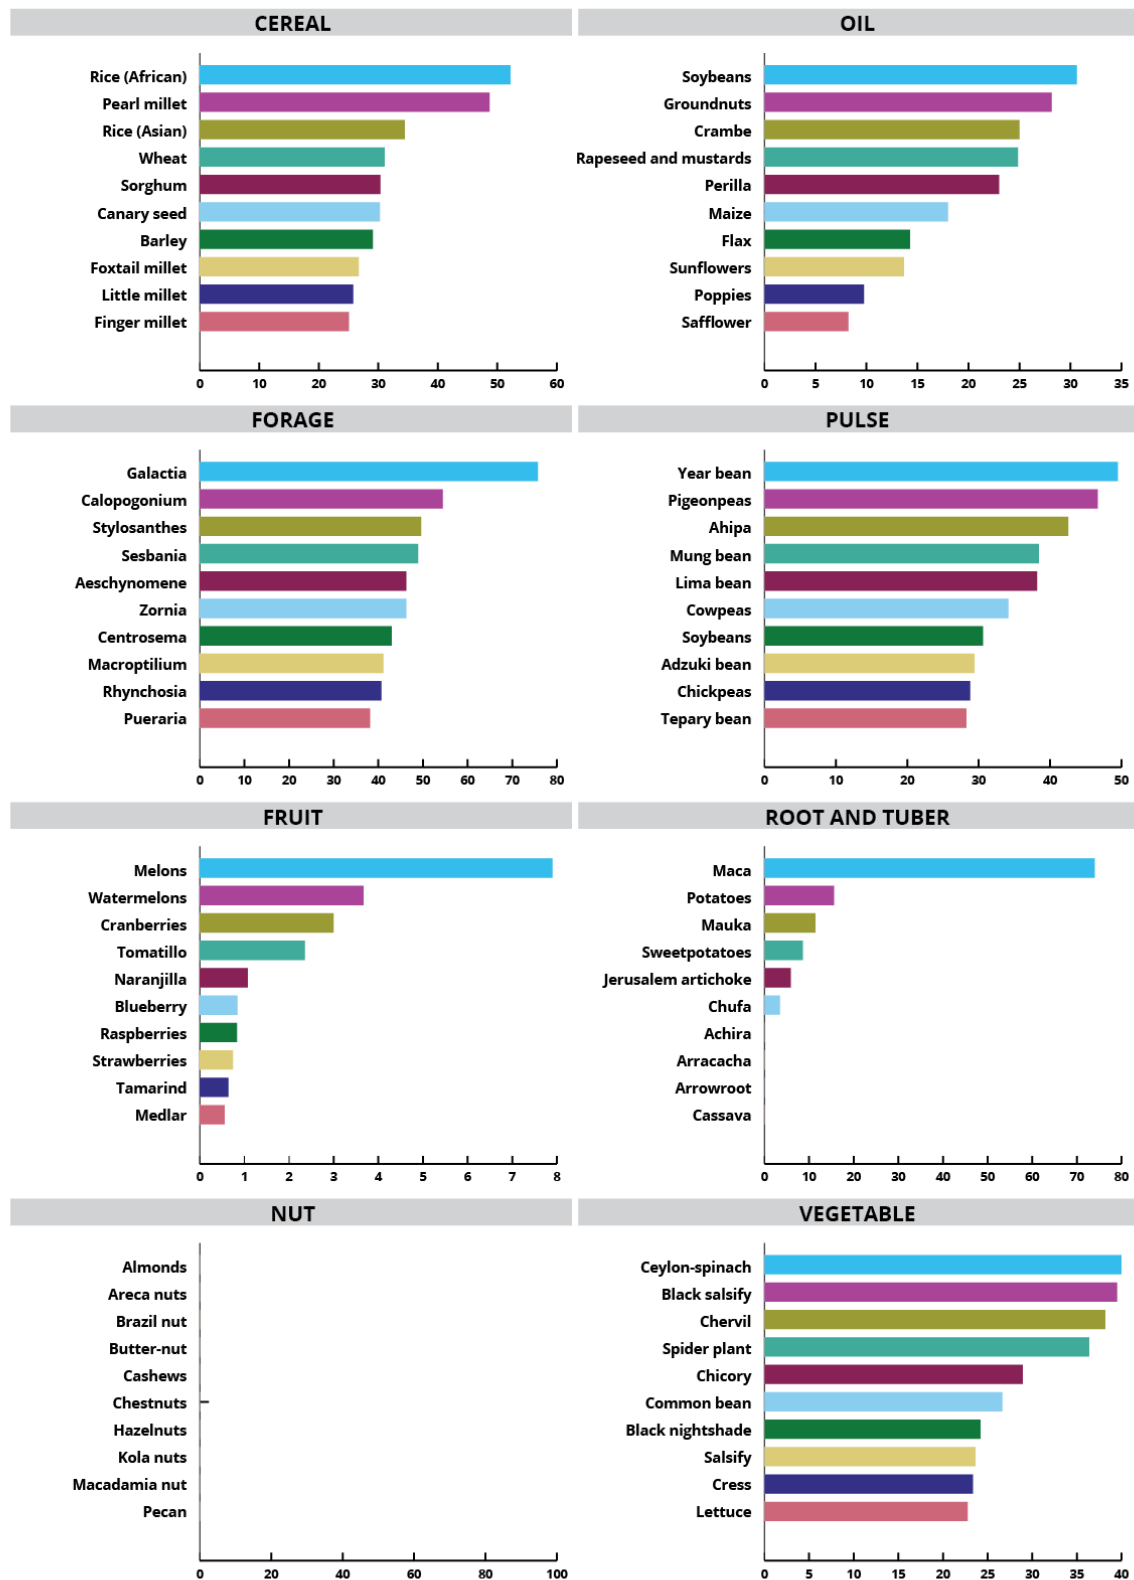 CEREAL
Rice (African)
Pearl millet
Rice (Asian)
Wheat
Sorghum
Canary seed
Barley
Foxtail millet
Little millet
Finger millet
0 10 20 30 40 50 60
OIL
Soybeans
Groundnuts
Crambe
Rapeseed and mustards
Perilla
Maize
Flax
Sunflowers
Poppies
Safflower
0 5 10 15 20 25 30 35
FORAGE
Galactia
Calopogonium
Stylosanthes
Sesbania
Aeschynomene
Zornia
Centrosema
Macroptilium
Rhynchosia
Pueraria
0 10 20 30 40 50 60 70 80
PULSE
Year bean
Pigeonpeas
Ahipa
Mung bean
Lima bean
Cowpeas
Soybeans
Adzuki bean
Chickpeas
Tepary bean
0 10 20 30 40 50
FRUIT
Melons
Watermelons
Cranberries
Tomatillo
Naranjilla
Blueberry
Raspberries
Strawberries
Tamarind
Medlar
0 1 2 3 4 5 6 7 8
ROOT AND TUBER
Maca
Potatoes
Mauka
Sweetpotatoes
Jerusalem artichoke
Chufa
Achira
Arracacha
Arrowroot
Cassava
0 10 20 30 40 50 60 70 80
NUT
Almonds
Areca nuts
Brazil nut
Butter-nut
Cashews
Chestnuts
Hazelnuts
Kola nuts
Macadamia nut
Pecan
0 20 40 60 80 100
VEGETABLE
Ceylon-spinach
Black salsify
Chervil
Spider plant
Chicory
Common bean
Black nightshade
Salsify
Cress
Lettuce
0 5 10 15 20 25 30 35 40